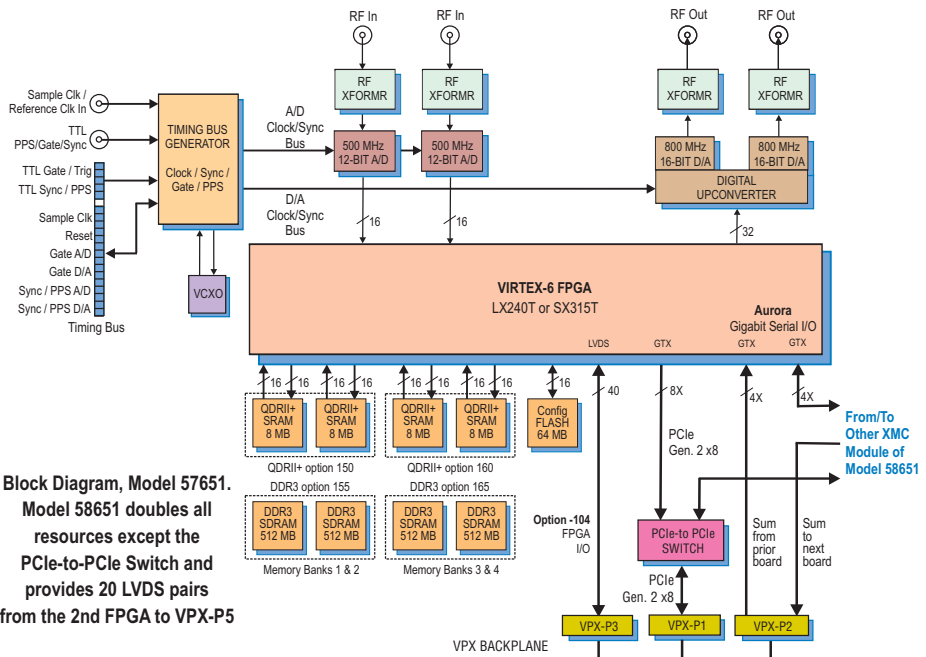 RF In
RF In
RF Out
RF Out
Sample Clk /
Reference Clk In
TTL
PPS/Gate/Sync
TTL Gate / Trig
TTL Sync / PPS
Sample Clk
Reset
Gate A/D
Gate D/A
Sync / PPS A/D
Sync / PPS D/A
Timing Bus
TIMING BUS
GENERATOR
Clock / Sync /
Gate / PPS
VCXO
A/D
Clock/Sync
Bus
D/A
Clock/Sync
Bus
RF
XFORMR
RF
XFORMR
500 MHz
12-BIT A/D
500 MHz
12-BIT A/D
16
16
RF
XFORMR
RF
XFORMR
800 MHz
16-BIT D/A
800 MHz
16-BIT D/A
DIGITAL
UPCONVERTER
32
VIRTEX-6 FPGA
LX240T or SX315T
Aurora
Gigabit Serial I/O
LVDS
GTX
GTX
GTX
16
16
16
16
16
16
16
16
16
40
8X
4X
4X
QDRII+
SRAM
8 MB
QDRII+
SRAM
8 MB
QDRII+
SRAM
8 MB
QDRII+
SRAM
8 MB
Config
FLASH
64 MB
QDRII+ option 150
QDRII+ option 160
DDR3 option 155
DDR3 option 165
DDR3
SDRAM
512 MB
DDR3
SDRAM
512 MB
DDR3
SDRAM
512 MB
DDR3
SDRAM
512 MB
Memory Banks 1 & 2
Memory Banks 3 & 4
PCIe
Gen. 2 x8
From/To
Other XMC
Module of
Model 58651
Option -104
FPGA
I/O
PCIe-to PCIe
SWITCH
Sum
from
prior
board
Sum
to
next
board
PCIe
Gen. 2 x8
VPX-P3
VPX-P1
VPX-P2
VPX BACKPLANE
Block Diagram, Model 57651.
Model 58651 doubles all
resources except the
PCIe-to-PCIe Switch and
provides 20 LVDS pairs
from the 2nd FPGA to VPX-P5